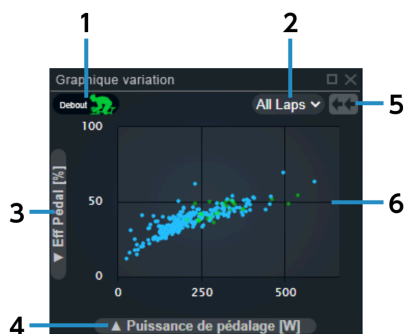 1
2
Graphique variation
Debout
All Laps
5
100
3
▼ Eff Pédal [%]
50
6
0
0
250
500
4
▲ Puissance de pédalage [W]